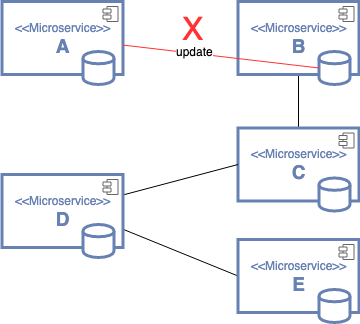 <<Microservice>>
A
X
update
<<Microservice>>
B
<<Microservice>>
C
<<Microservice>>
D
<<Microservice>>
E